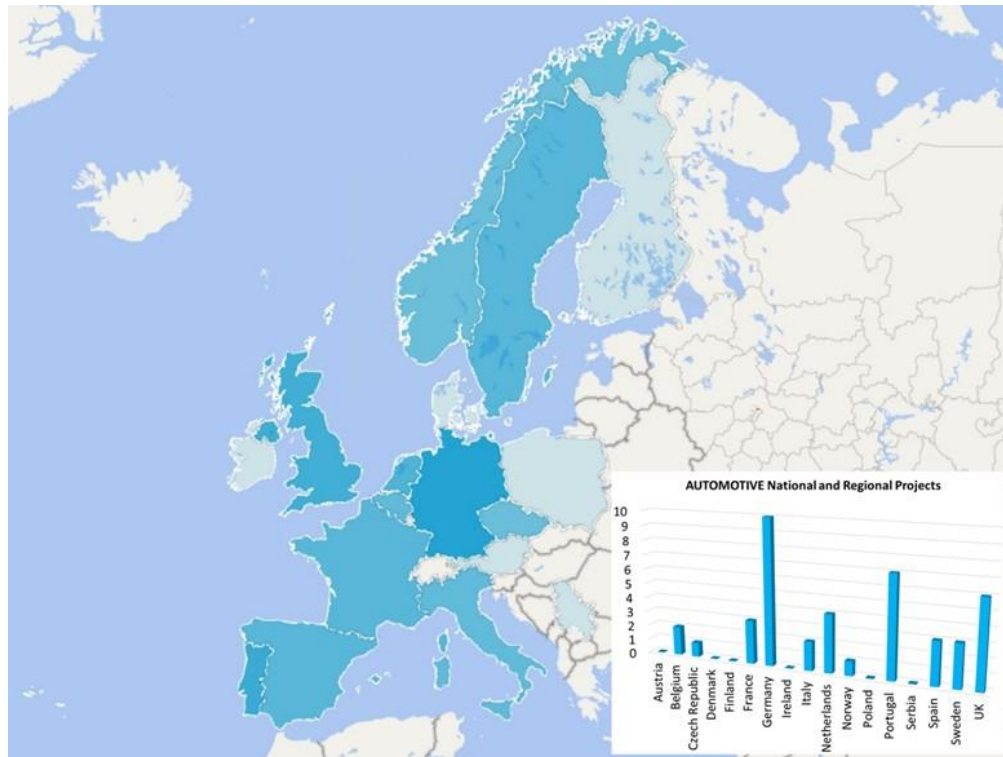 AUTOMOTIVE National and Regional Projects
10
9
8
7
6
5
4
3
2
1
0
Austria
Belgium
Czech Republic
Denmark
Finland
France
Germany
Ireland
Italy
Netherlands
Norway
Poland
Portugal
Serbia
Spain
Sweden
UK